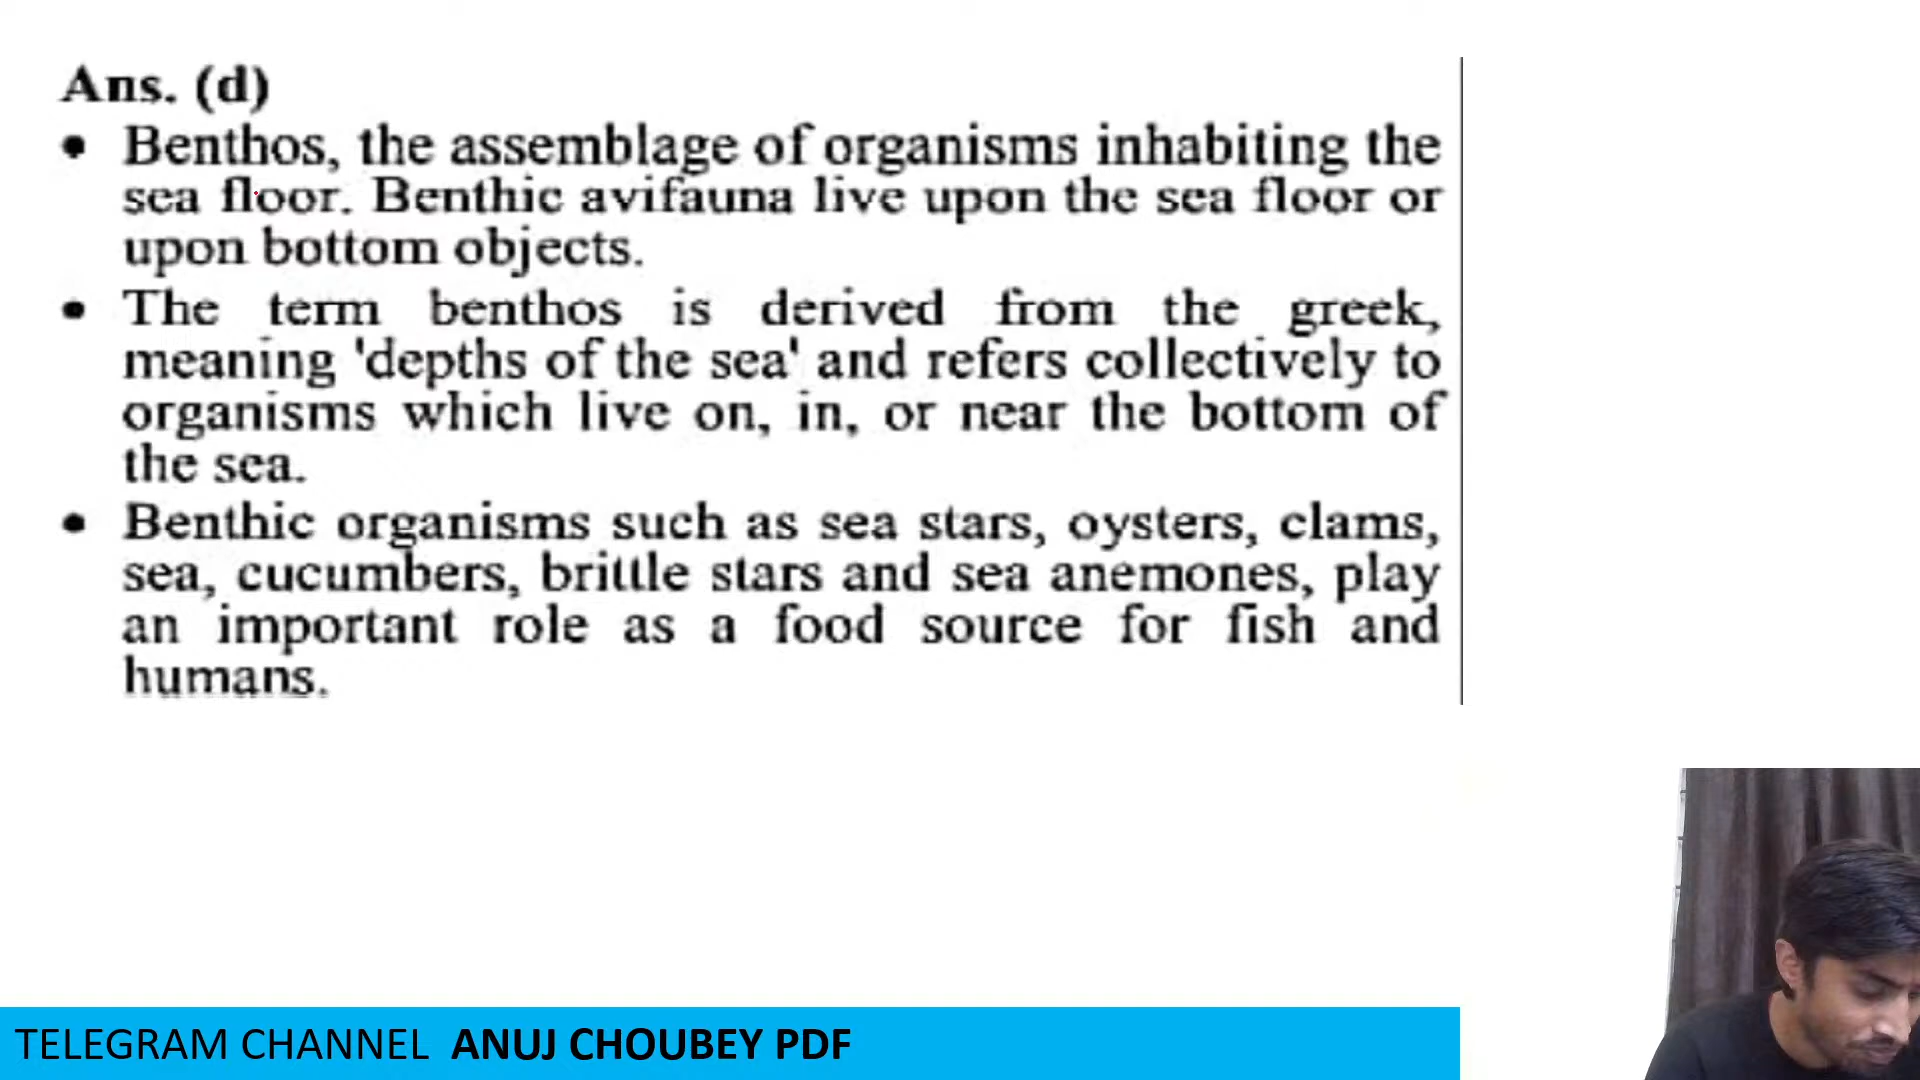 Ans. (d)
• Benthos, the assemblage of organisms inhabiting the
sea floor. Benthic avifauna live upon the sea floor or
upon bottom objects.
• The term benthos is derived from the greek,
meaning 'depths of the sea' and refers collectively to
organisms which live on, in, or near the bottom of
the sea.
• Benthic organisms such as sea stars, oysters, clams,
sea, cucumbers, brittle stars and sea anemones, play
an important role as a food source for fish and
humans.
TELEGRAM CHANNEL ANUJ CHOUBEY PDF